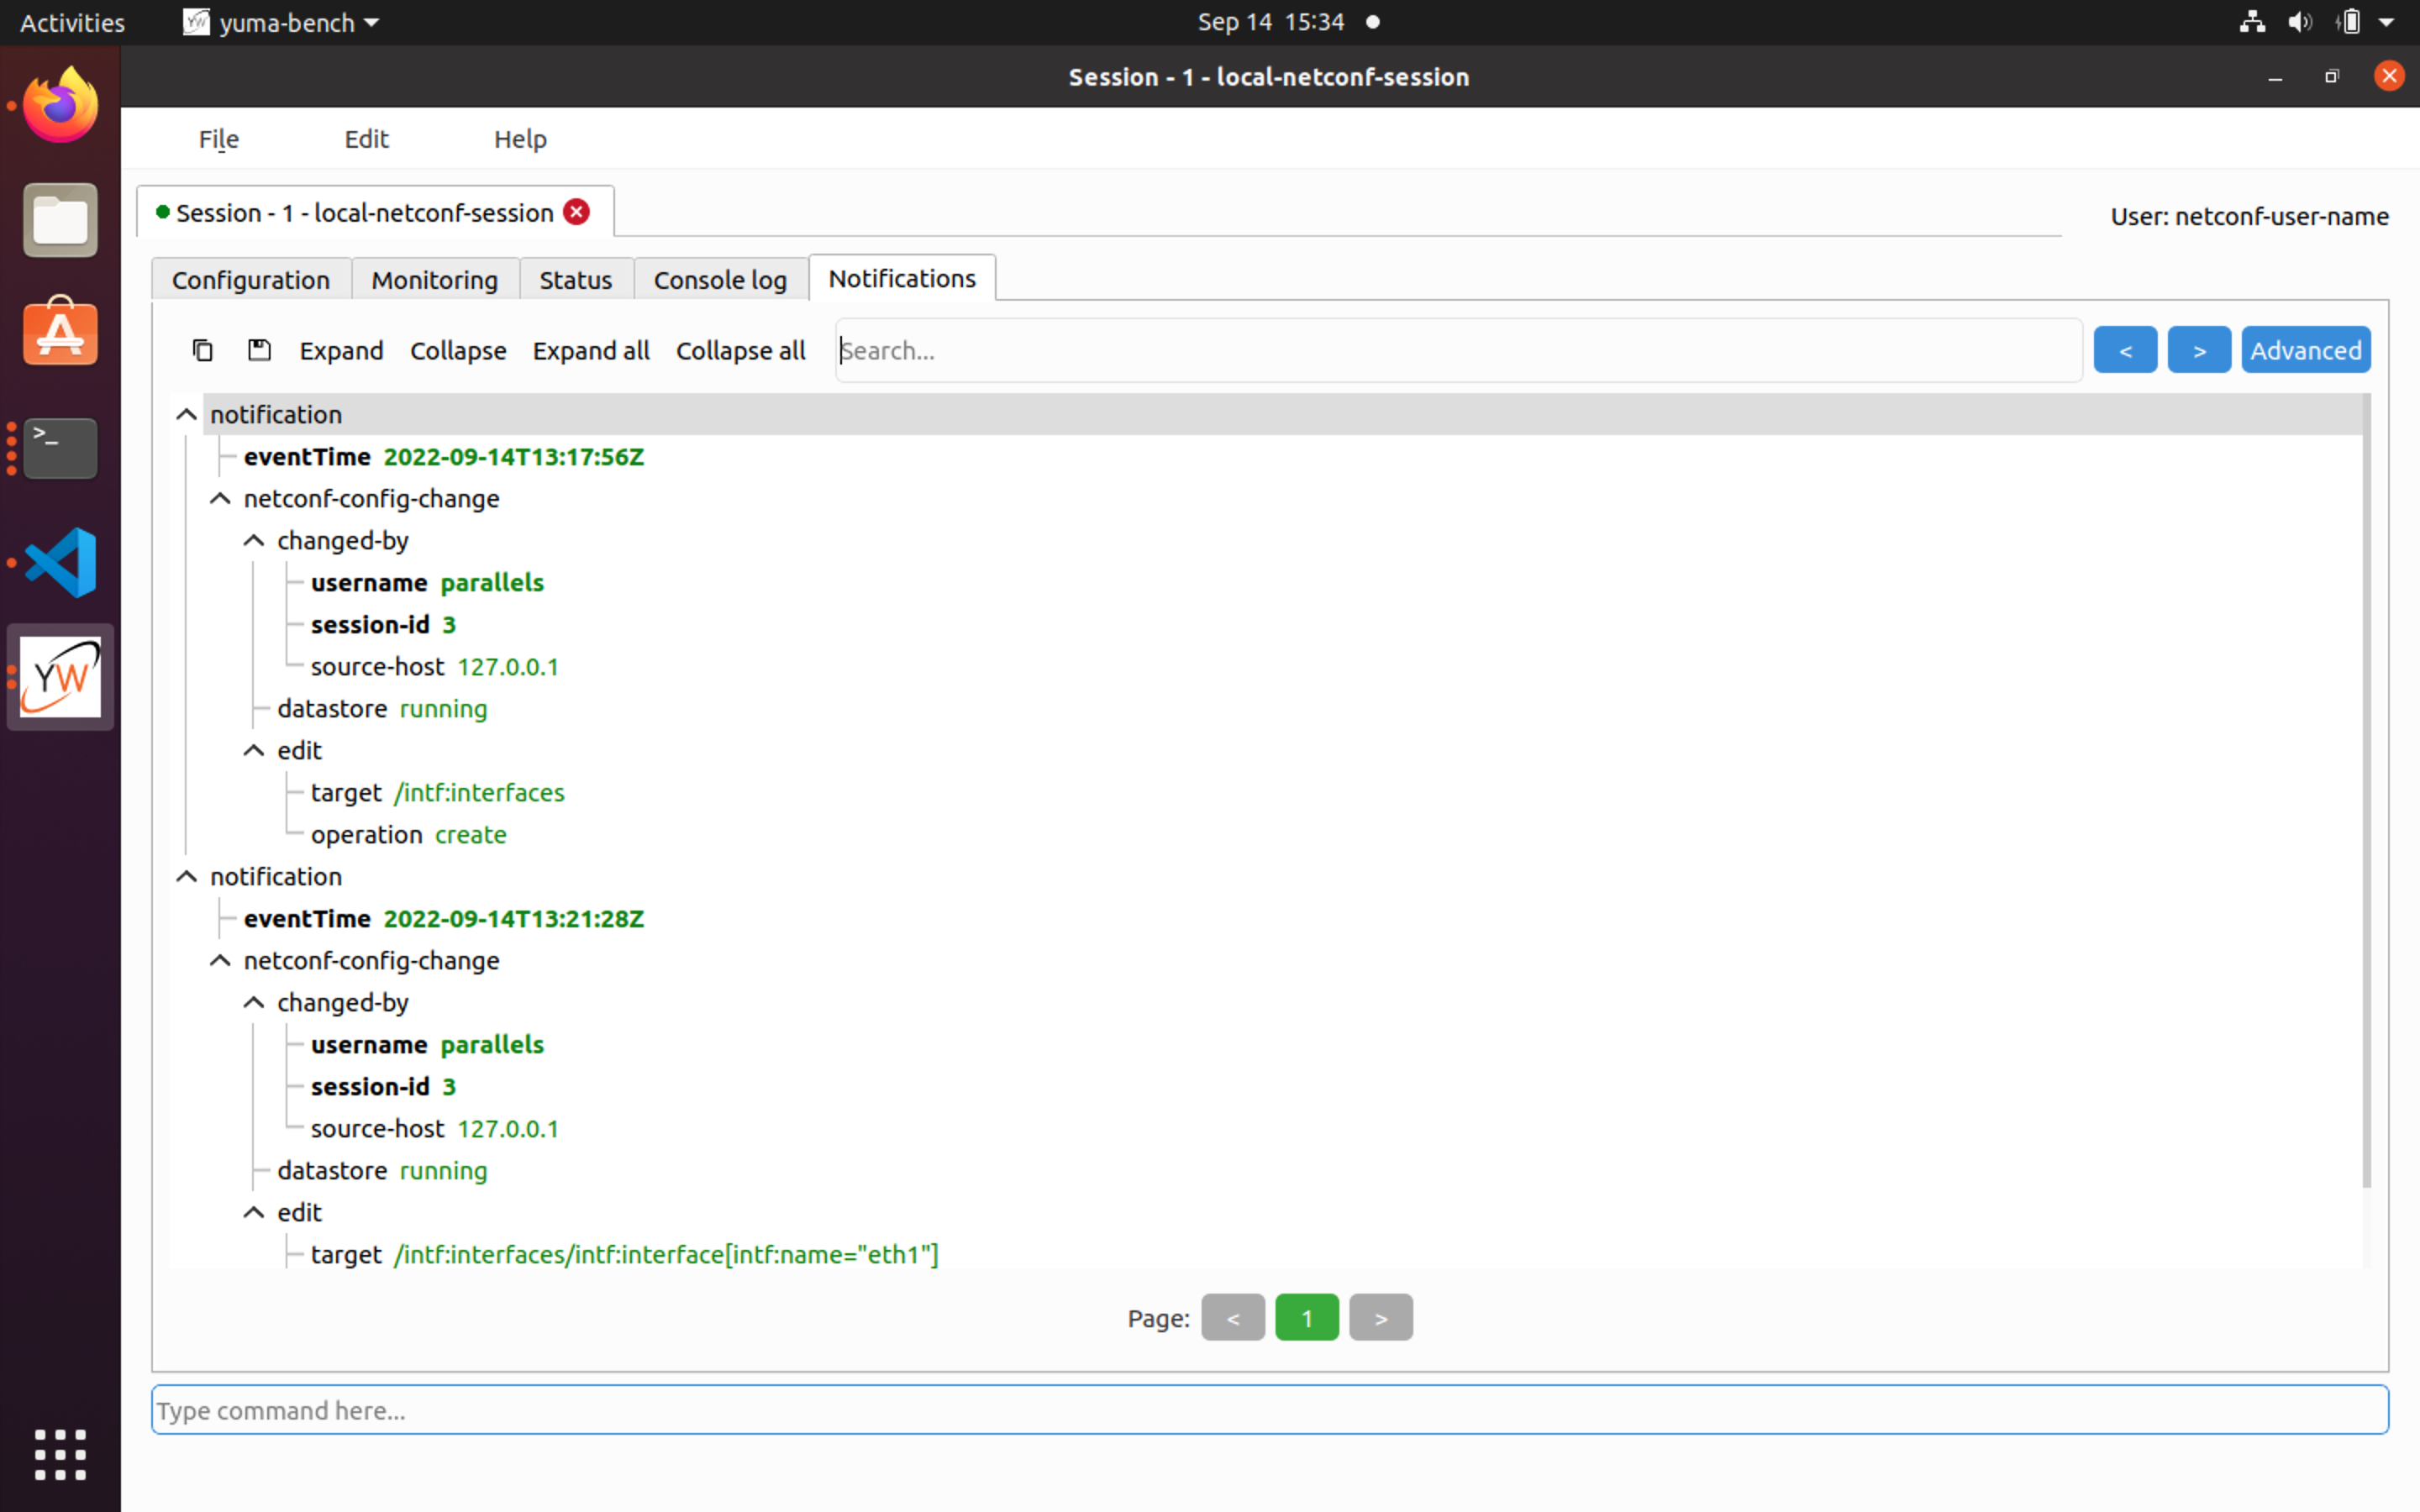 Activities yuma-bench Sep 14 15:34
Session - 1 - local-netconf-session
File Edit Help
Session - 1 - local-netconf-session User: netconf-user-name
Configuration Monitoring Status Console log Notifications
Expand Collapse Expand all Collapse all Search... < > Advanced
notification
eventTime 2022-09-14T13:17:56Z
netconf-config-change
changed-by
username parallels
session-id 3
source-host 127.0.0.1
datastore running
edit
target /intf:interfaces
operation create
notification
eventTime 2022-09-14T13:21:28Z
netconf-config-change
changed-by
username parallels
session-id 3
source-host 127.0.0.1
datastore running
edit
target /intf:interfaces/intf:interface[intf:name="eth1"]
Page: < 1 >
Type command here...
YW